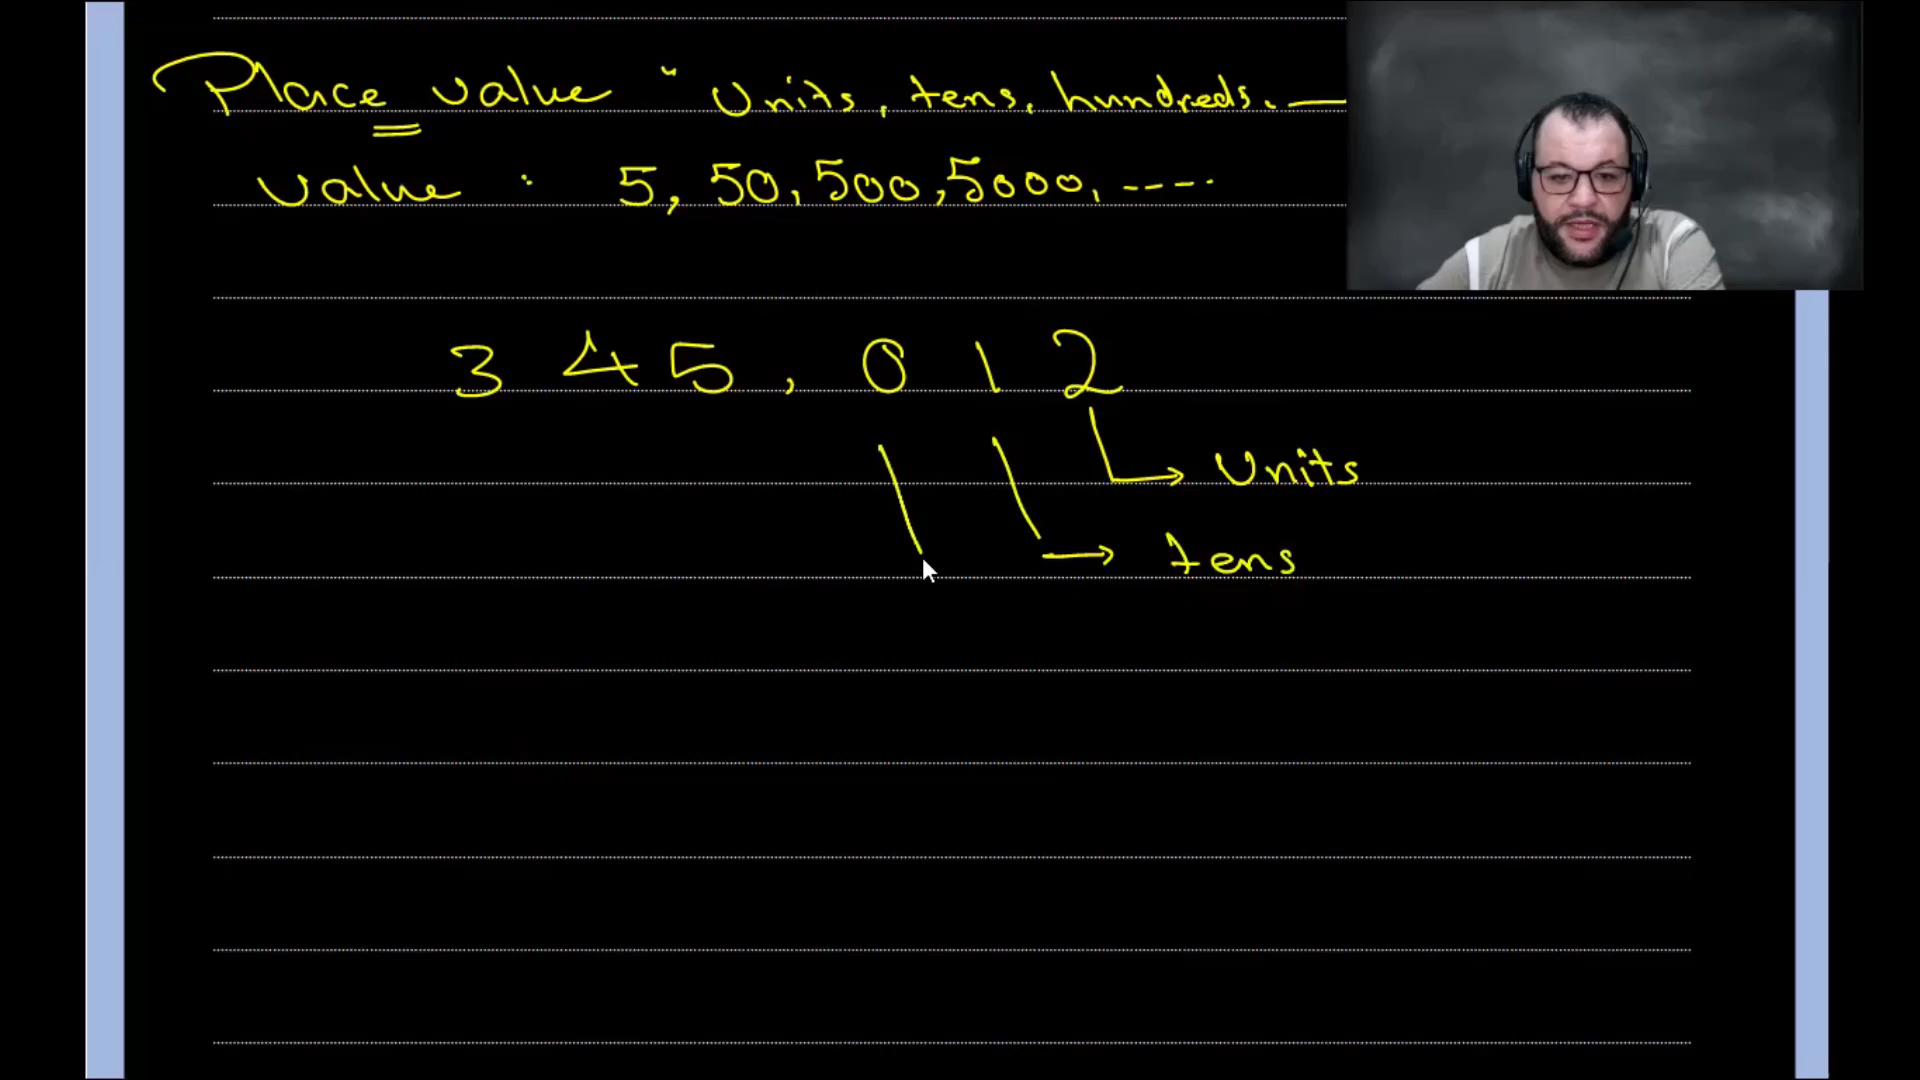 Place value " Units, tens, hundreds. —
value : 5, 50, 500, 5000, ----.
3 4 5 , 0 1 2
Units
tens